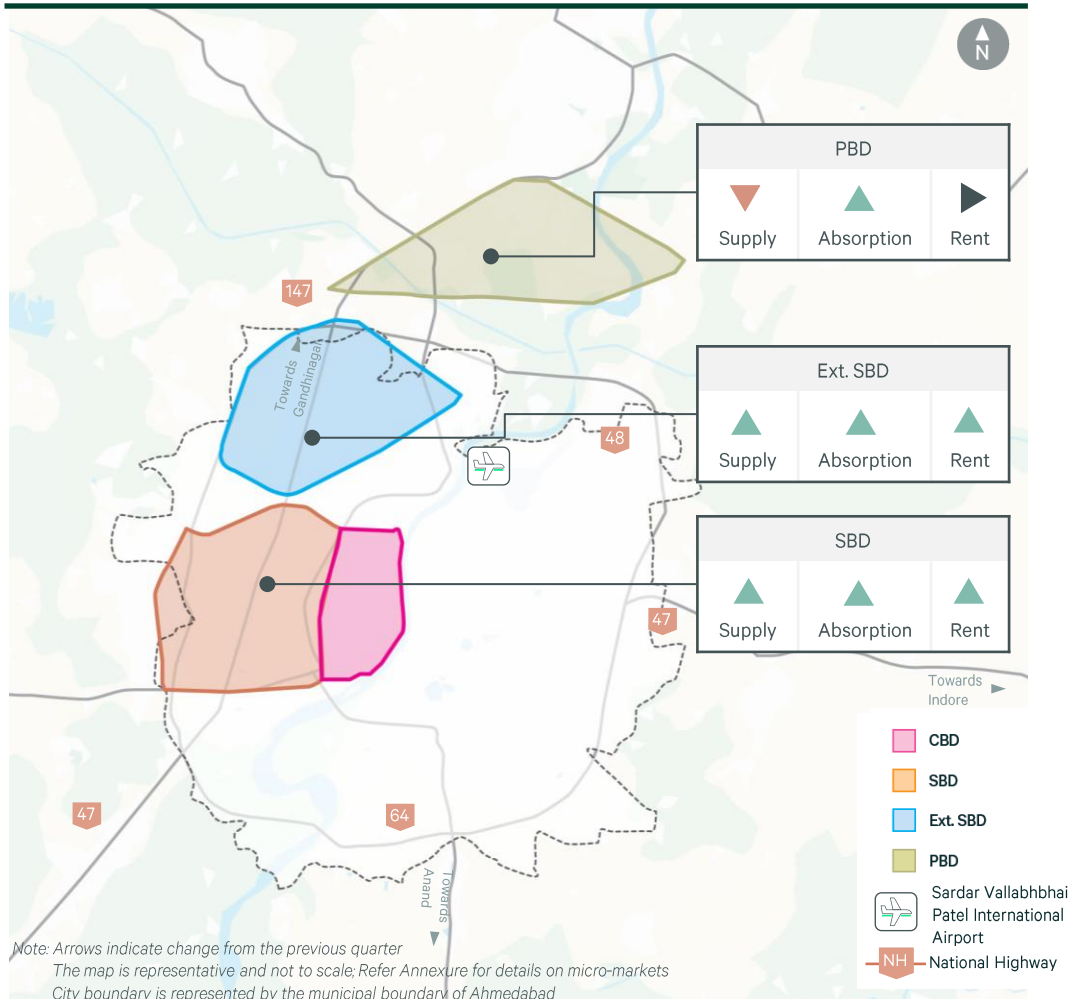 N
PBD
Supply
Absorption
Rent
147
Towards
Gandhinagar
Ext. SBD
Supply
Absorption
Rent
48
SBD
Supply
Absorption
Rent
47
Towards
Indore
CBD
SBD
Ext. SBD
PBD
Sardar Vallabhbhai
Patel International
Airport
NH
National Highway
47
64
Towards
Anand
Note: Arrows indicate change from the previous quarter
The map is representative and not to scale; Refer Annexure for details on micro-markets
City boundary is represented by the municipal boundary of Ahmedabad